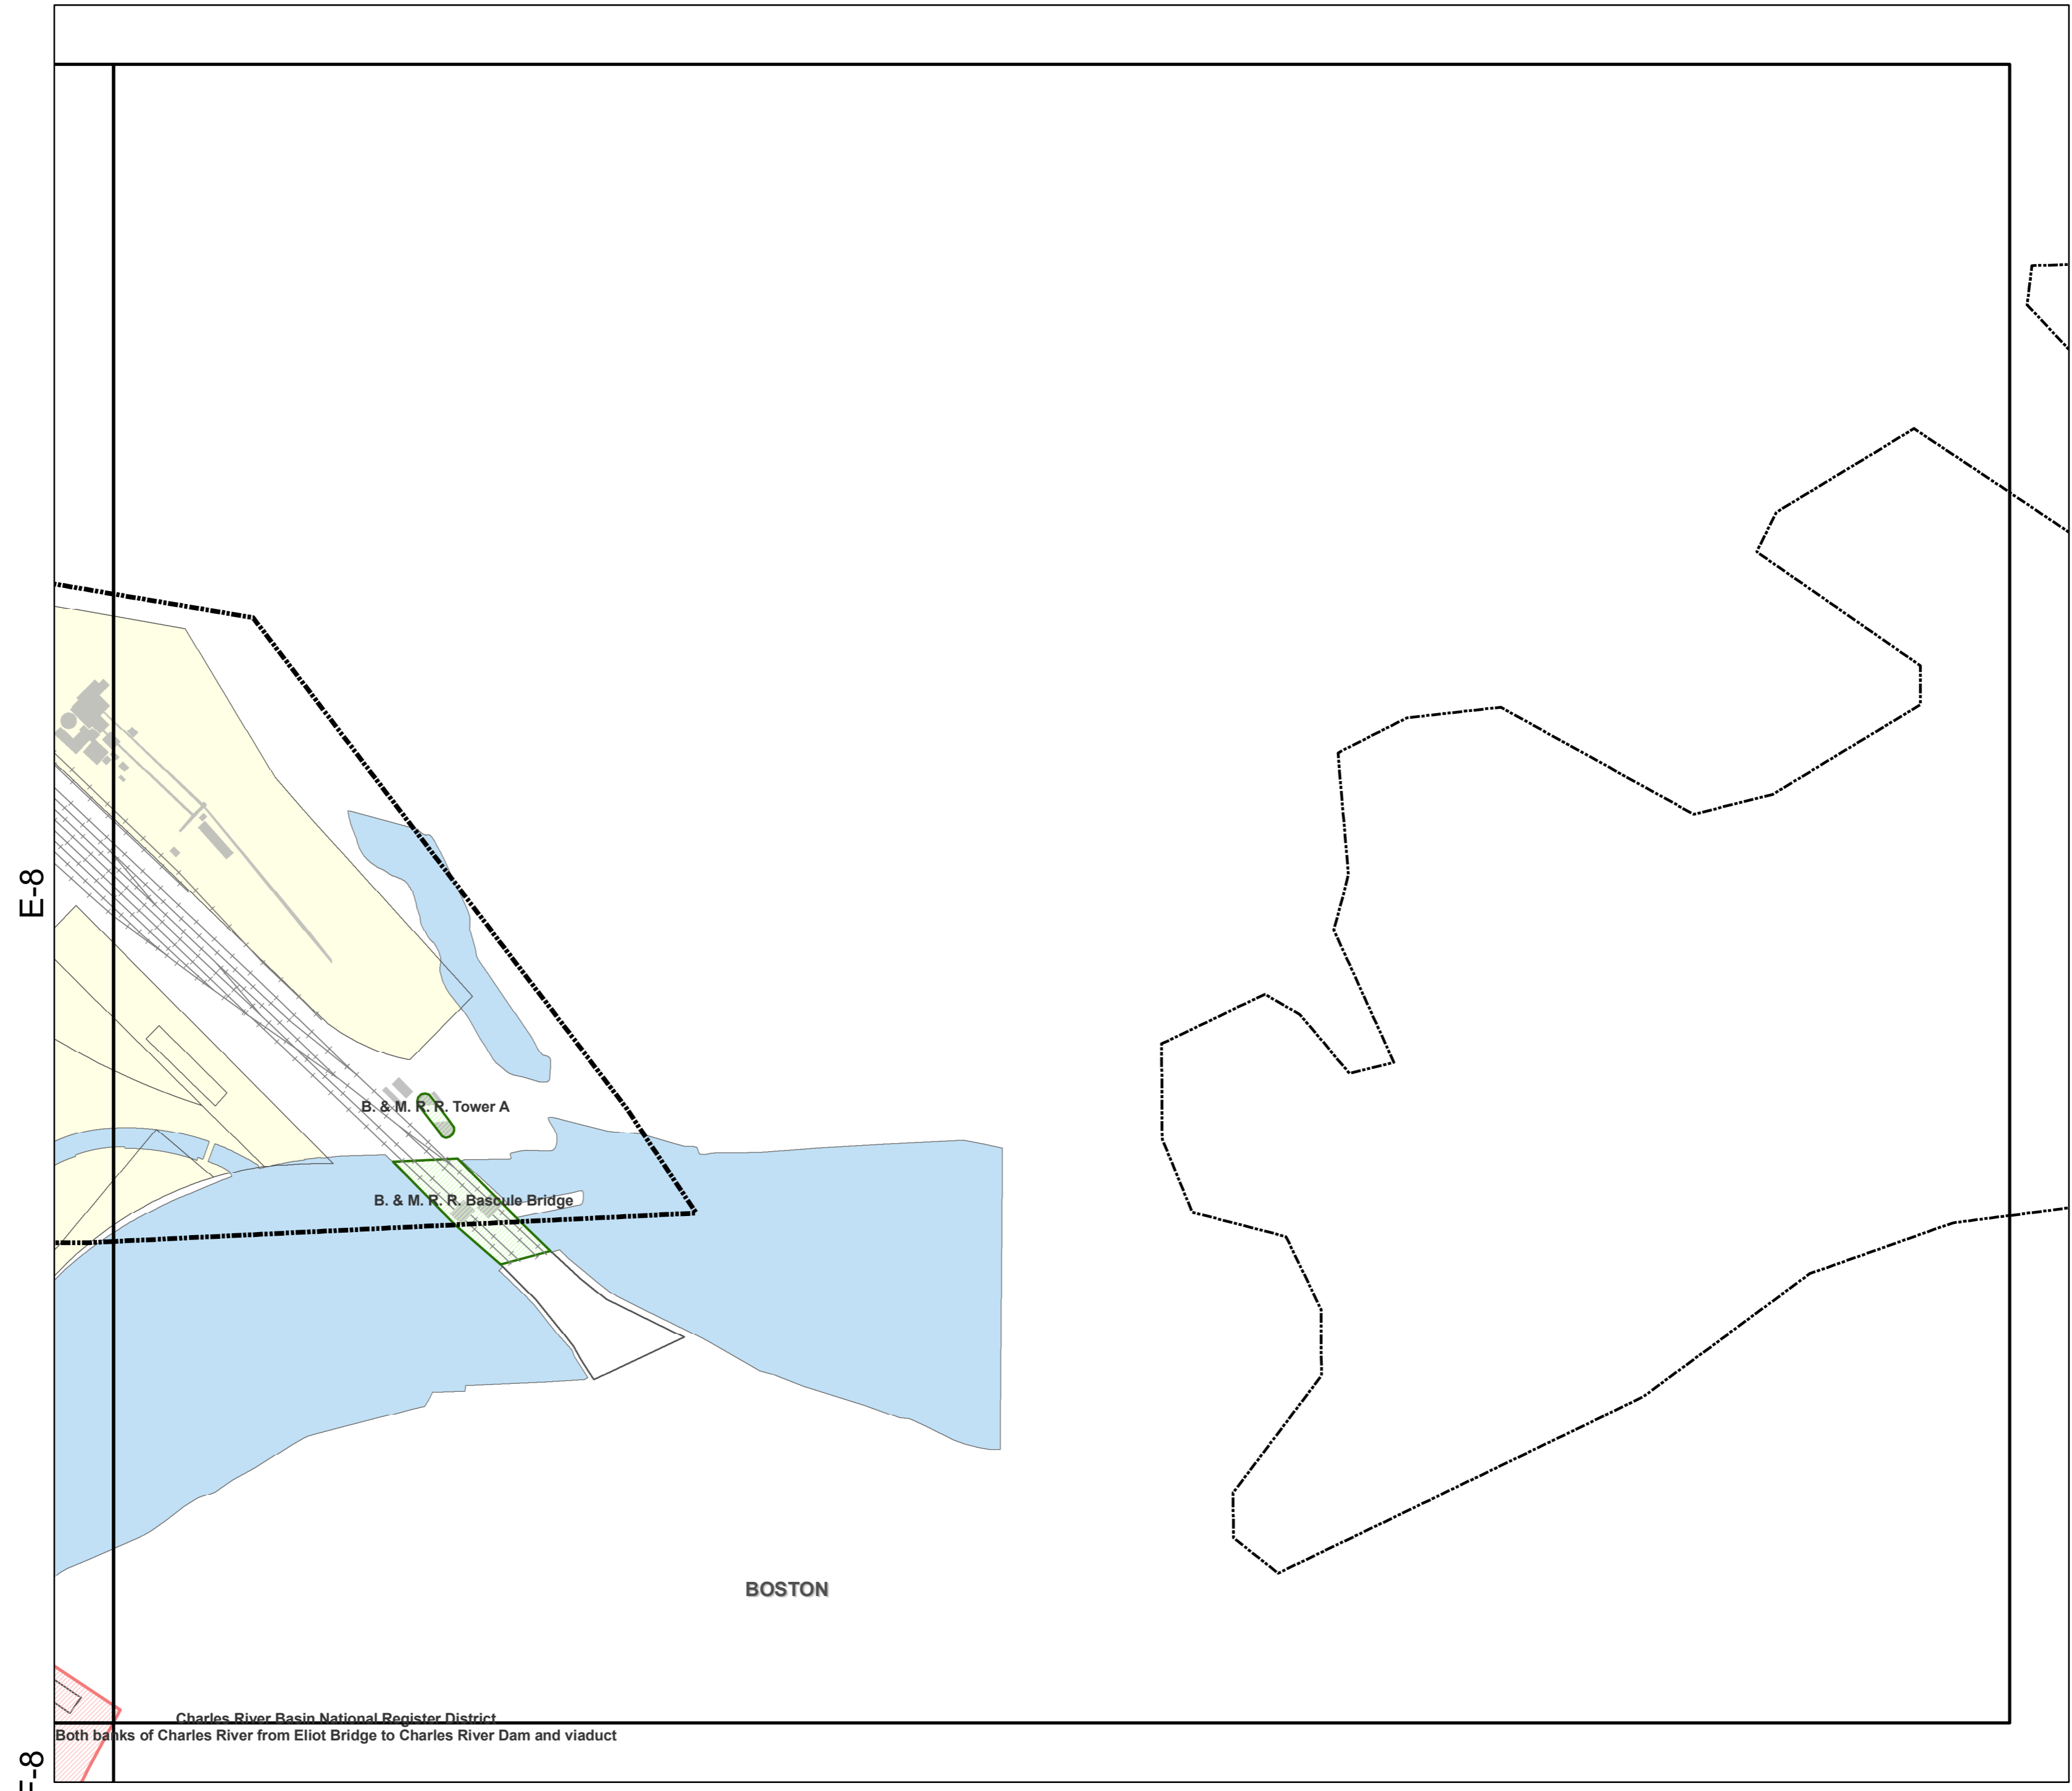 E-8
B. & M. R. R. Tower A
B. & M. R. R. Bascule Bridge
BOSTON
Charles River Basin National Register District
Both banks of Charles River from Eliot Bridge to Charles River Dam and viaduct
F-8